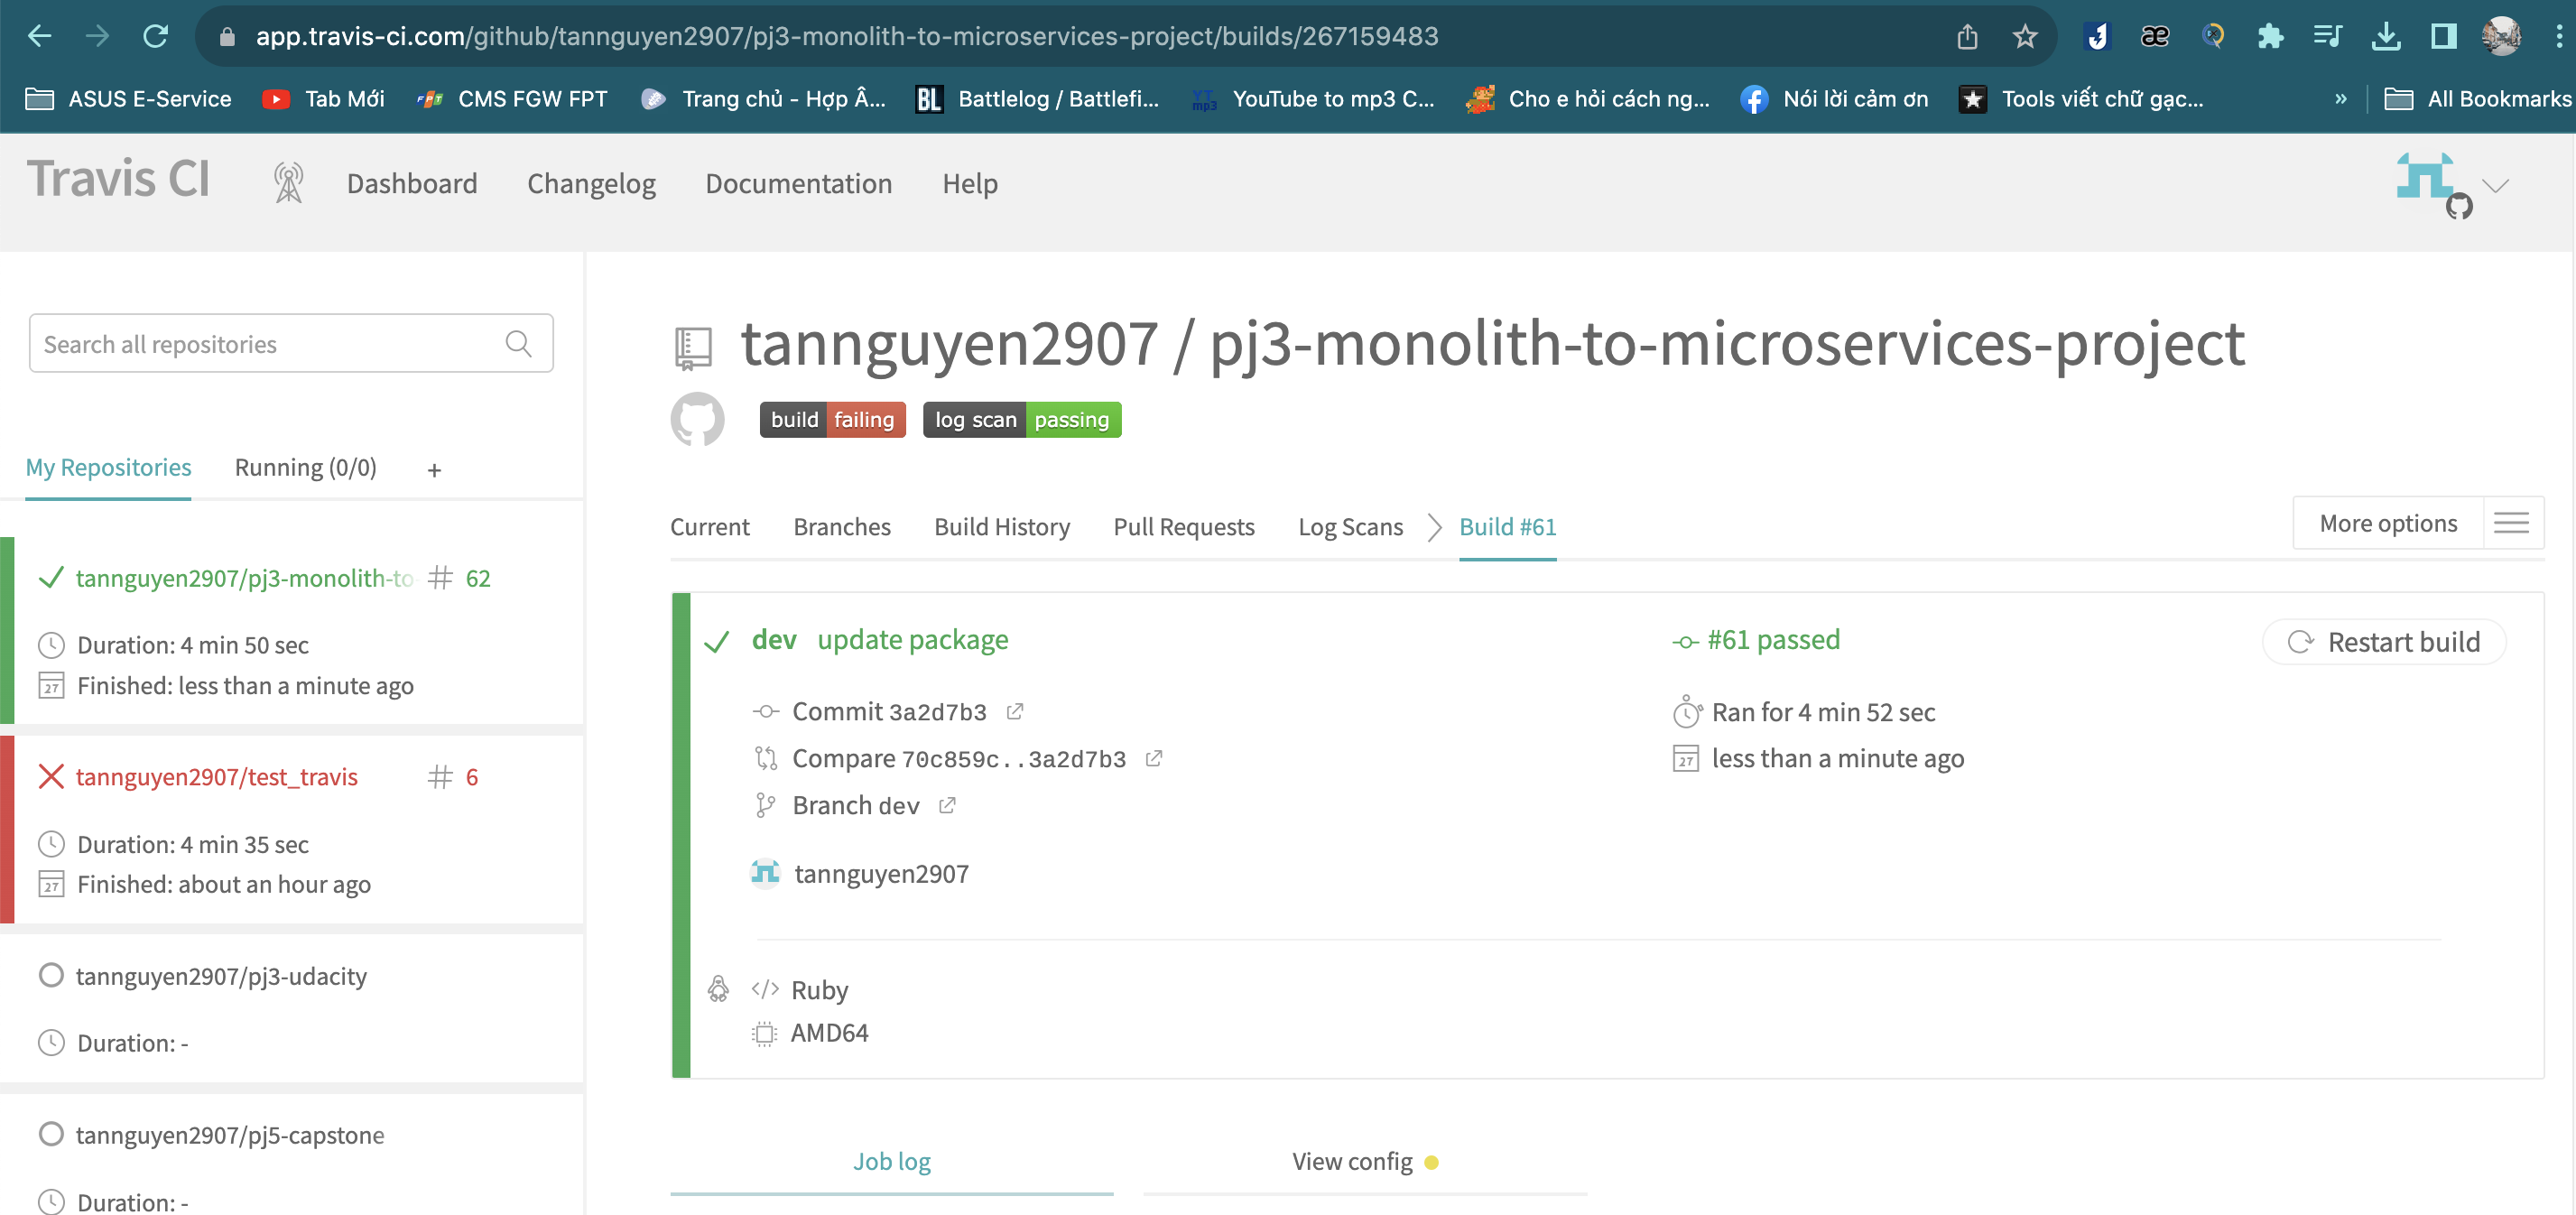 app.travis-ci.com/github/tannguyen2907/pj3-monolith-to-microservices-project/builds/267159483
ASUS E-Service Tab Mới CMS FGW FPT Trang chủ - Hợp Â... BL Battlelog / Battlefi... YT mp3 YouTube to mp3 C... Cho e hỏi cách ng... Nói lời cảm ơn Tools viết chữ gạc... » All Bookmarks
Travis CI Dashboard Changelog Documentation Help
Search all repositories
My Repositories Running (0/0) +
tannguyen2907/pj3-monolith-to- # 62
Duration: 4 min 50 sec
27 Finished: less than a minute ago
tannguyen2907/test_travis # 6
Duration: 4 min 35 sec
27 Finished: about an hour ago
tannguyen2907/pj3-udacity
Duration: -
tannguyen2907/pj5-capstone
Duration: -
tannguyen2907 / pj3-monolith-to-microservices-project
build failing log scan passing
Current Branches Build History Pull Requests Log Scans Build #61
More options
dev update package
#61 passed
Restart build
Commit 3a2d7b3
Ran for 4 min 52 sec
Compare 70c859c..3a2d7b3
27 less than a minute ago
Branch dev
tannguyen2907
</> Ruby
AMD64
Job log View config